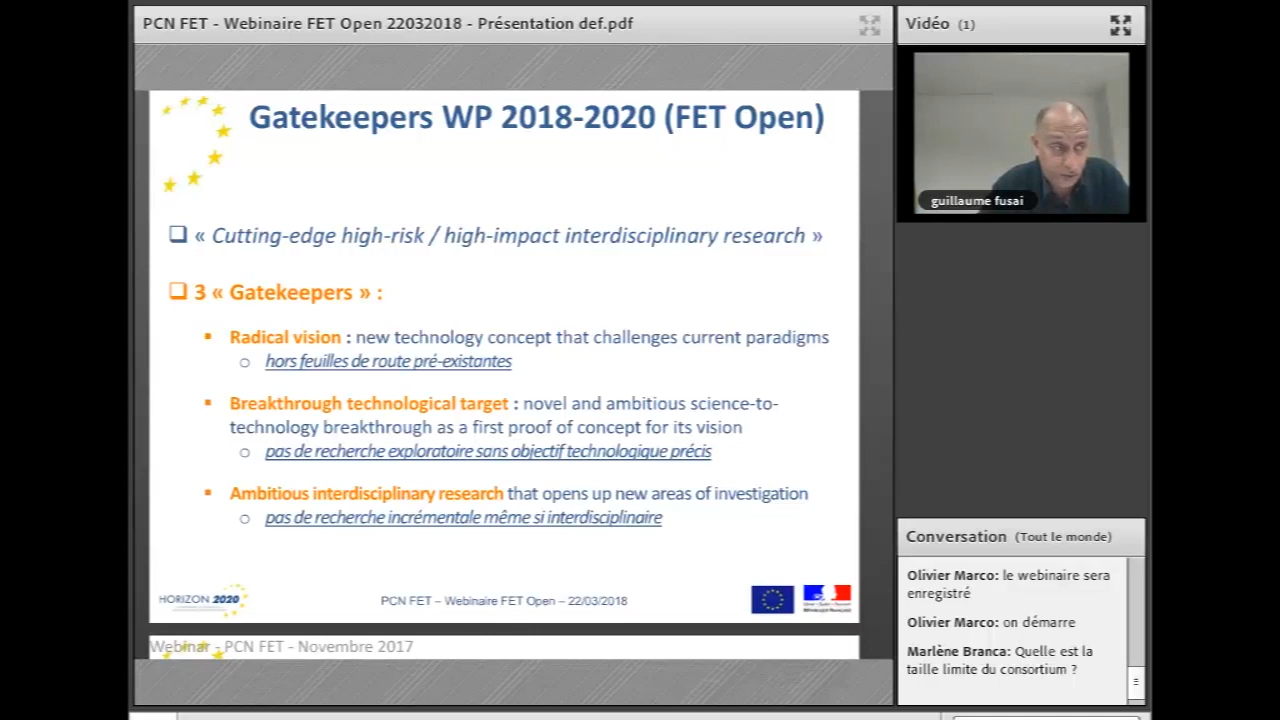 PCN FET - Webinaire FET Open 22032018 - Présentation def.pdf
Gatekeepers WP 2018-2020 (FET Open)
« Cutting-edge high-risk / high-impact interdisciplinary research »
3 « Gatekeepers » :
Radical vision : new technology concept that challenges current paradigms
hors feuilles de route pré-existantes
Breakthrough technological target : novel and ambitious science-to-
technology breakthrough as a first proof of concept for its vision
pas de recherche exploratoire sans objectif technologique précis
Ambitious interdisciplinary research that opens up new areas of investigation
pas de recherche incrémentale même si interdisciplinaire
HORIZON 2020
PCN FET – Webinaire FET Open – 22/03/2018
Webinar - PCN FET - Novembre 2017
Vidéo (1)
guillaume fusai
Conversation (Tout le monde)
Olivier Marco: le webinaire sera
enregistré
Olivier Marco: on démarre
Marlène Branca: Quelle est la
taille limite du consortium ?